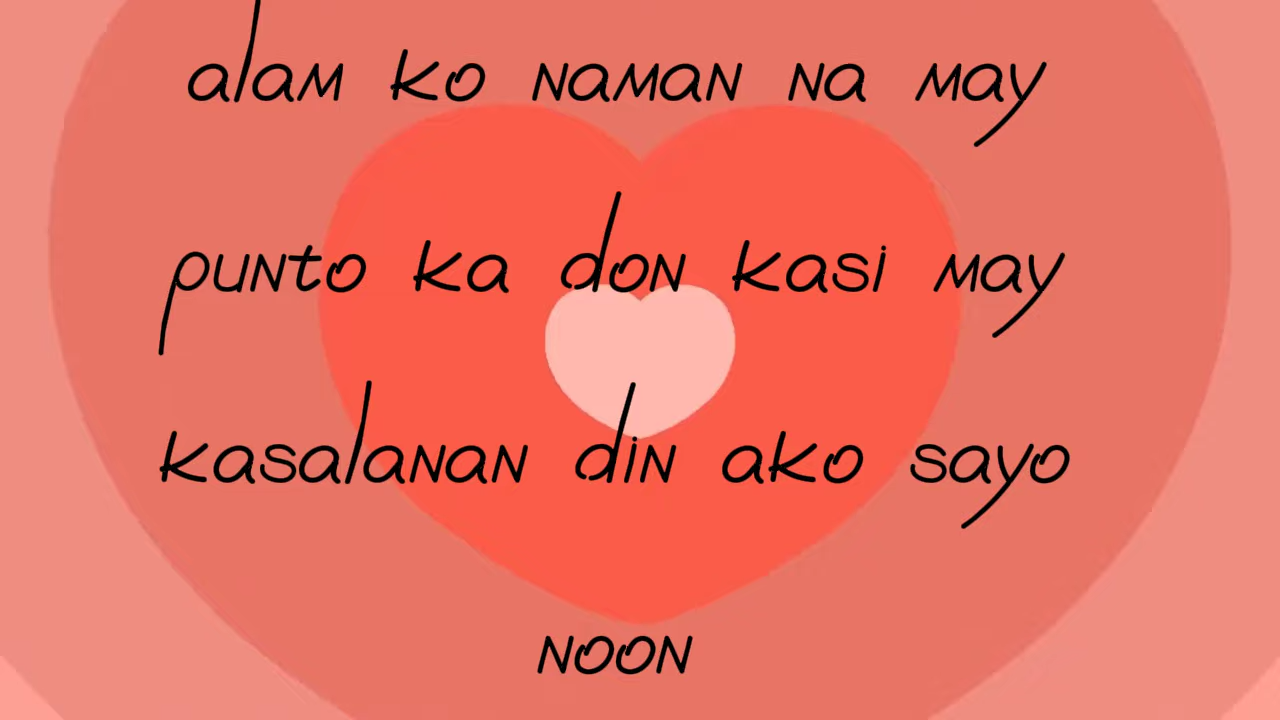 alam ko naman na may
punto ka don kasi may
kasalanan din ako sayo
noon